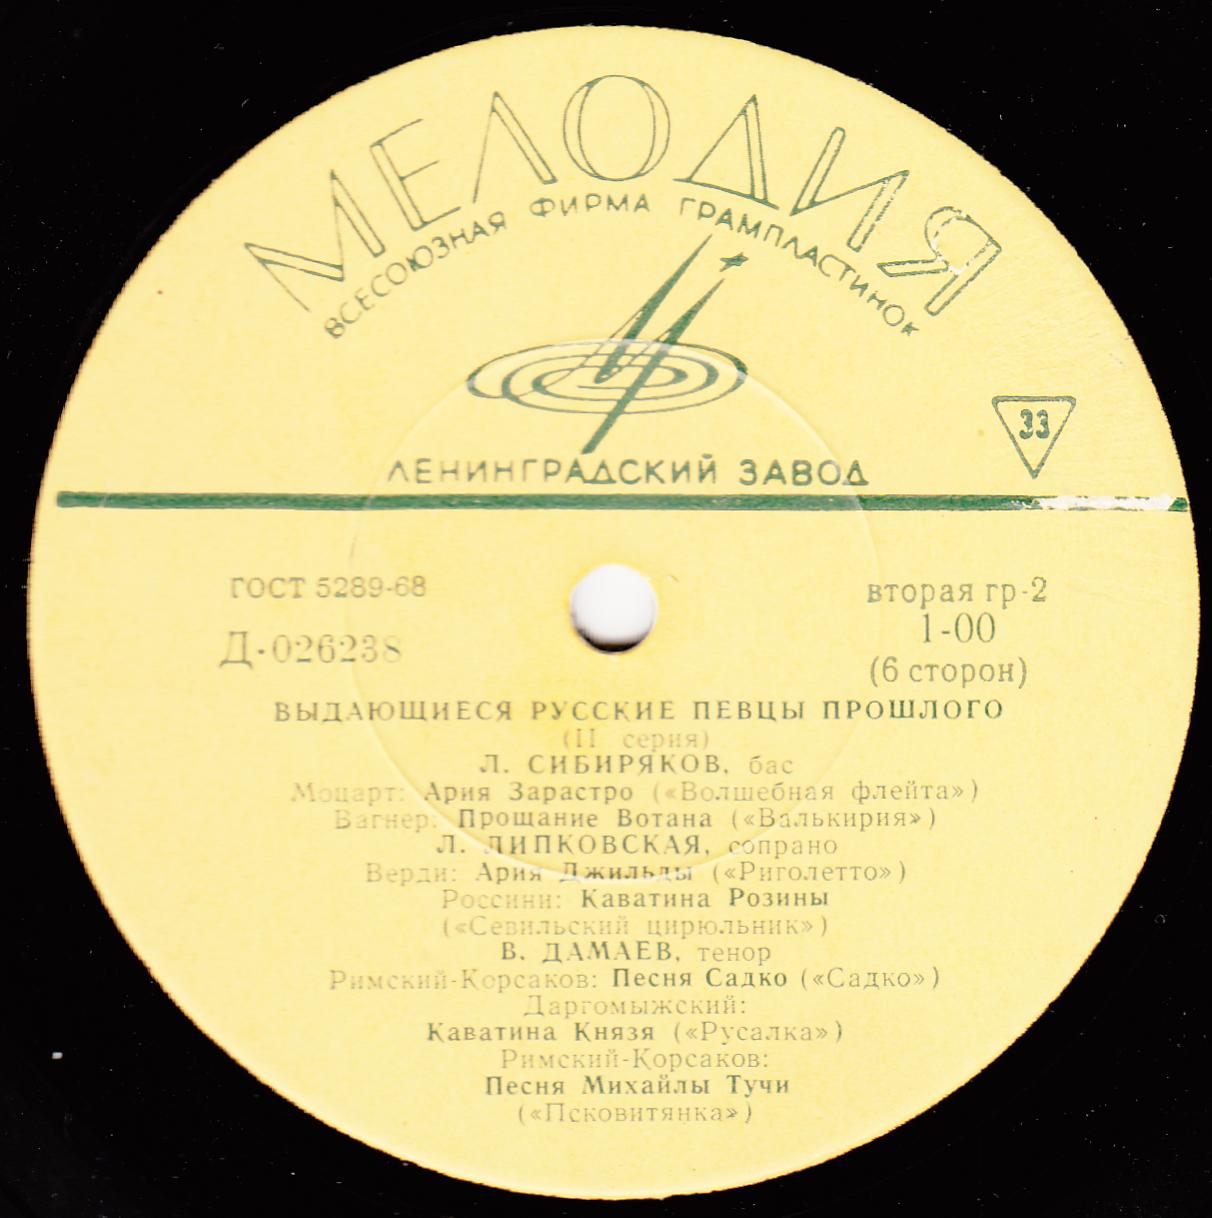 МЕЛОДИЯ
ВСЕСОЮЗНАЯ ФИРМА ГРАМПЛАСТИНОК
33
ЛЕНИНГРАДСКИЙ ЗАВОД
ГОСТ 5289-68
вторая гр-2
Д-026238
1-00
(6 сторон)
ВЫДАЮЩИЕСЯ РУССКИЕ ПЕВЦЫ ПРОШЛОГО
(II серия)
Л. СИБИРЯКОВ, бас
Моцарт: Ария Зарастро («Волшебная флейта»)
Вагнер: Прощание Вотана («Валькирия»)
Л. ЛИПКОВСКАЯ, сопрано
Верди: Ария Джильды («Риголетто»)
Россини: Каватина Розины
(«Севильский цирюльник»)
В. ДАМАЕВ, тенор
Римский-Корсаков: Песня Садко («Садко»)
Даргомыжский:
Каватина Князя («Русалка»)
Римский-Корсаков:
Песня Михайлы Тучи
(«Псковитянка»)